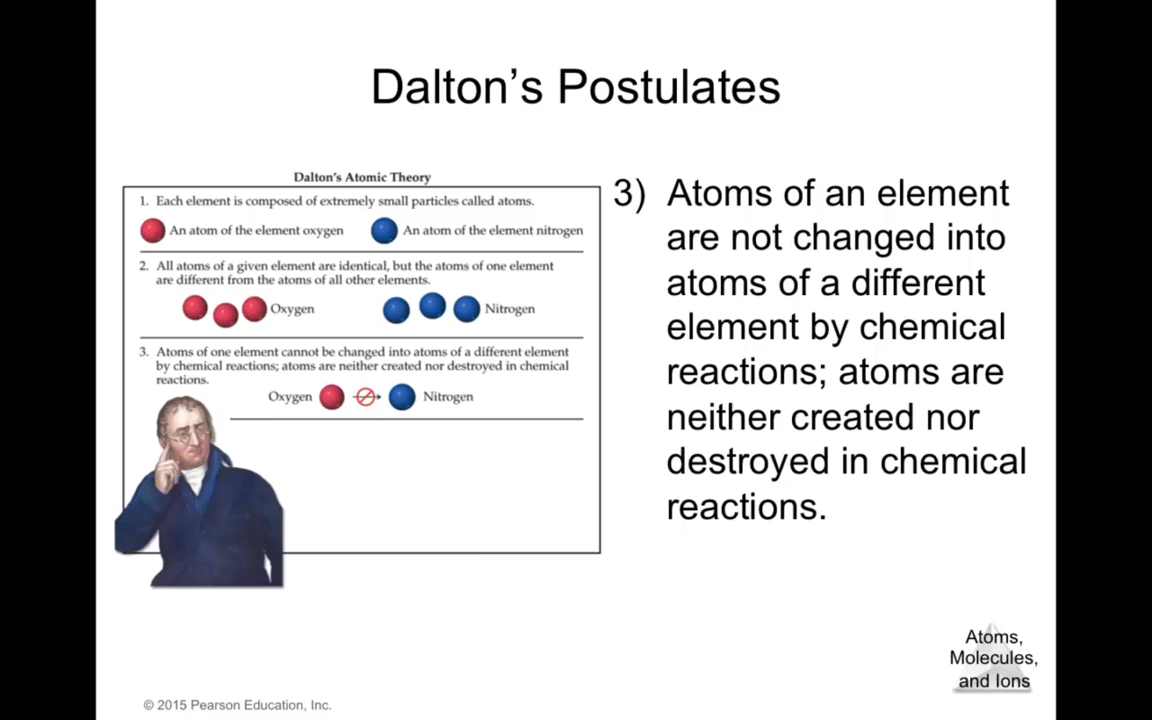 Dalton's Postulates
Dalton's Atomic Theory
1. Each element is composed of extremely small particles called atoms.
An atom of the element oxygen
An atom of the element nitrogen
2. All atoms of a given element are identical, but the atoms of one element
are different from the atoms of all other elements.
Oxygen
Nitrogen
3. Atoms of one element cannot be changed into atoms of a different element
by chemical reactions; atoms are neither created nor destroyed in chemical
reactions.
Oxygen
Nitrogen
3) Atoms of an element
are not changed into
atoms of a different
element by chemical
reactions; atoms are
neither created nor
destroyed in chemical
reactions.
Atoms,
Molecules,
and Ions
© 2015 Pearson Education, Inc.